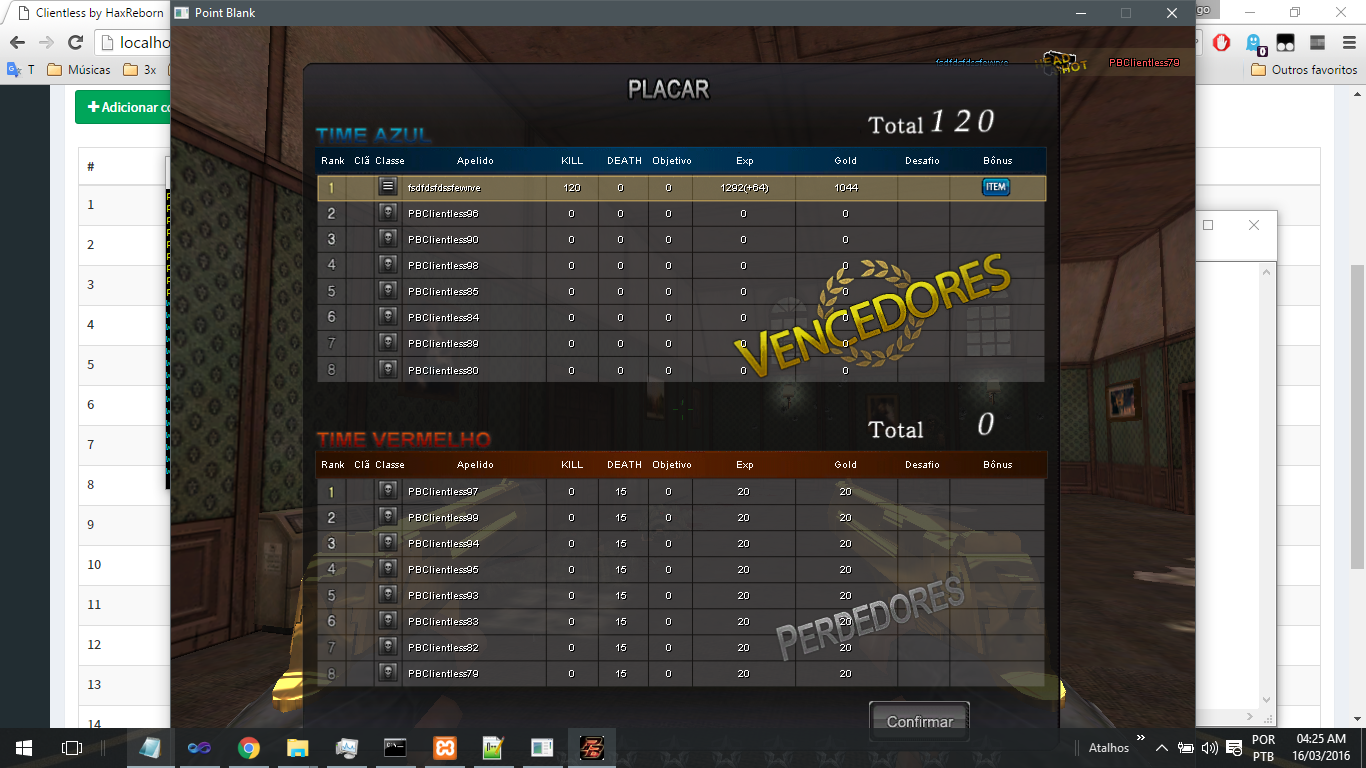 Clientless by HaxReborn
Point Blank
go
localho
T
Músicas
3x
Outros favoritos
0
fsdfdsfdssfewrve HEADSHOT PBClientless79
Adicionar co
PLACAR
TIME AZUL
Total 120
Rank Clã Classe Apelido KILL DEATH Objetivo Exp Gold Desafio Bônus
1 fsdfdsfdssfewrve 120 0 0 1292(+64) 1044 ITEM
2 PBClientless96 0 0 0 0 0
3 PBClientless90 0 0 0 0 0
4 PBClientless98 0 0 0 0 0
5 PBClientless85 0 0 0 0 0
6 PBClientless84 0 0 0 0 0
7 PBClientless89 0 0 0 0 0
8 PBClientless80 0 0 0 0 0
VENCEDORES
TIME VERMELHO
Total 0
Rank Clã Classe Apelido KILL DEATH Objetivo Exp Gold Desafio Bônus
1 PBClientless97 0 15 0 20 20
2 PBClientless99 0 15 0 20 20
3 PBClientless94 0 15 0 20 20
4 PBClientless95 0 15 0 20 20
5 PBClientless93 0 15 0 20 20
6 PBClientless83 0 15 0 20 20
7 PBClientless82 0 15 0 20 20
8 PBClientless79 0 15 0 20 20
PERDEDORES
Confirmar
#
1
2
3
4
5
6
7
8
9
10
11
12
13
14
Atalhos
POR
PTB
04:25 AM
16/03/2016